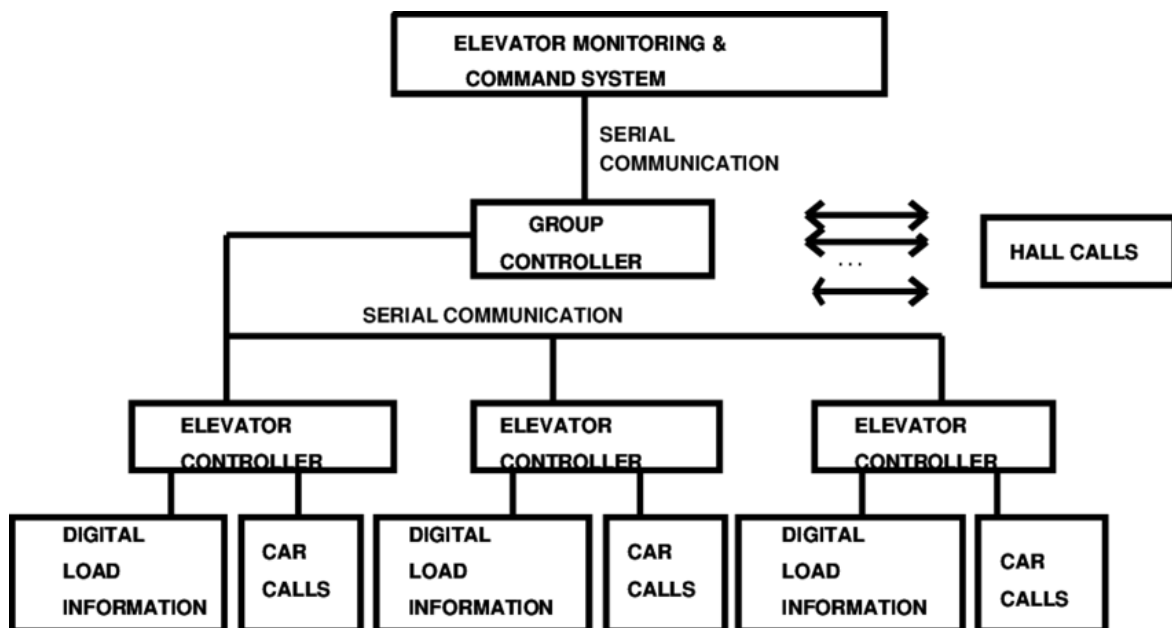 ELEVATOR MONITORING &
COMMAND SYSTEM
SERIAL
COMMUNICATION
GROUP
CONTROLLER
...
HALL CALLS
SERIAL COMMUNICATION
ELEVATOR
CONTROLLER
ELEVATOR
CONTROLLER
ELEVATOR
CONTROLLER
DIGITAL
LOAD
INFORMATION
CAR
CALLS
DIGITAL
LOAD
INFORMATION
CAR
CALLS
DIGITAL
LOAD
INFORMATION
CAR
CALLS